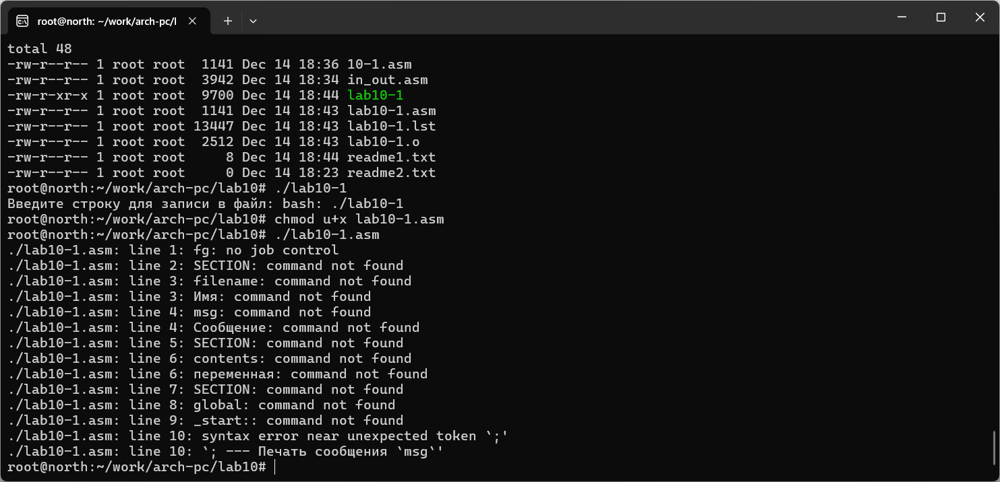 root@north: ~/work/arch-pc/l
total 48
-rw-r--r-- 1 root root  1141 Dec 14 18:36 10-1.asm
-rw-r--r-- 1 root root  3942 Dec 14 18:34 in_out.asm
-rw-r-xr-x 1 root root  9700 Dec 14 18:44 lab10-1
-rw-r--r-- 1 root root  1141 Dec 14 18:43 lab10-1.asm
-rw-r--r-- 1 root root 13447 Dec 14 18:43 lab10-1.lst
-rw-r--r-- 1 root root  2512 Dec 14 18:43 lab10-1.o
-rw-r--r-- 1 root root     8 Dec 14 18:44 readme1.txt
-rw-r--r-- 1 root root     0 Dec 14 18:23 readme2.txt
root@north:~/work/arch-pc/lab10# ./lab10-1
Введите строку для записи в файл: bash: ./lab10-1
root@north:~/work/arch-pc/lab10# chmod u+x lab10-1.asm
root@north:~/work/arch-pc/lab10# ./lab10-1.asm
./lab10-1.asm: line 1: fg: no job control
./lab10-1.asm: line 2: SECTION: command not found
./lab10-1.asm: line 3: filename: command not found
./lab10-1.asm: line 3: Имя: command not found
./lab10-1.asm: line 4: msg: command not found
./lab10-1.asm: line 4: Сообщение: command not found
./lab10-1.asm: line 5: SECTION: command not found
./lab10-1.asm: line 6: contents: command not found
./lab10-1.asm: line 6: переменная: command not found
./lab10-1.asm: line 7: SECTION: command not found
./lab10-1.asm: line 8: global: command not found
./lab10-1.asm: line 9: _start:: command not found
./lab10-1.asm: line 10: syntax error near unexpected token `;'
./lab10-1.asm: line 10: `; --- Печать сообщения `msg`'
root@north:~/work/arch-pc/lab10#